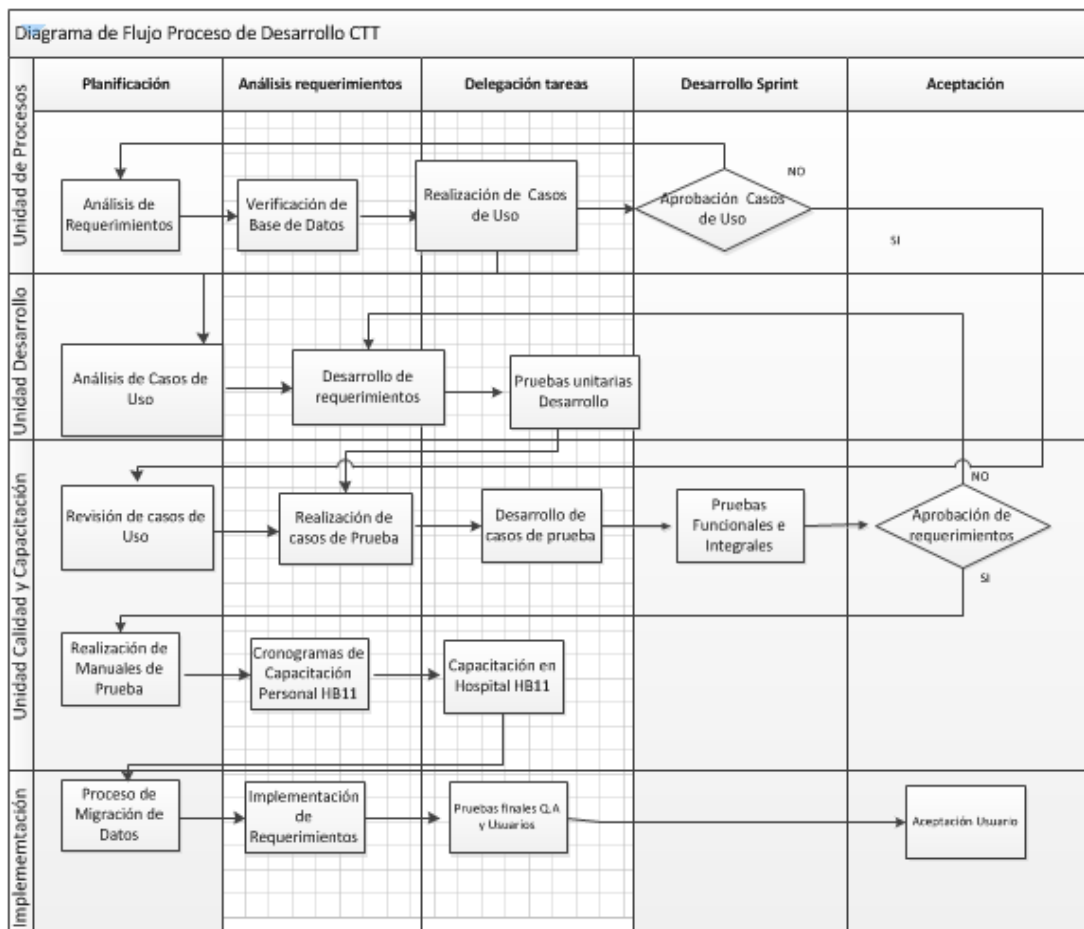 Diagrama de Flujo Proceso de Desarrollo CTT
Planificación
Análisis requerimientos
Delegación tareas
Desarrollo Sprint
Aceptación
Unidad de Procesos
Análisis de
Requerimientos
Verificación de
Base de Datos
Realización de Casos
de Uso
Aprobación Casos
de Uso
NO
SI
Unidad Desarrollo
Análisis de Casos de
Uso
Desarrollo de
requerimientos
Pruebas unitarias
Desarrollo
Unidad Calidad y Capacitación
Revisión de casos de
Uso
Realización de
casos de Prueba
Desarrollo de
casos de prueba
Pruebas
Funcionales e
Integrales
Aprobación de
requerimientos
NO
SI
Realización de
Manuales de
Prueba
Cronogramas de
Capacitación
Personal HB11
Capacitación en
Hospital HB11
Implememtación
Proceso de
Migración de
Datos
Implementación
de
Requerimientos
Pruebas finales Q.A
y Usuarios
Aceptación Usuario